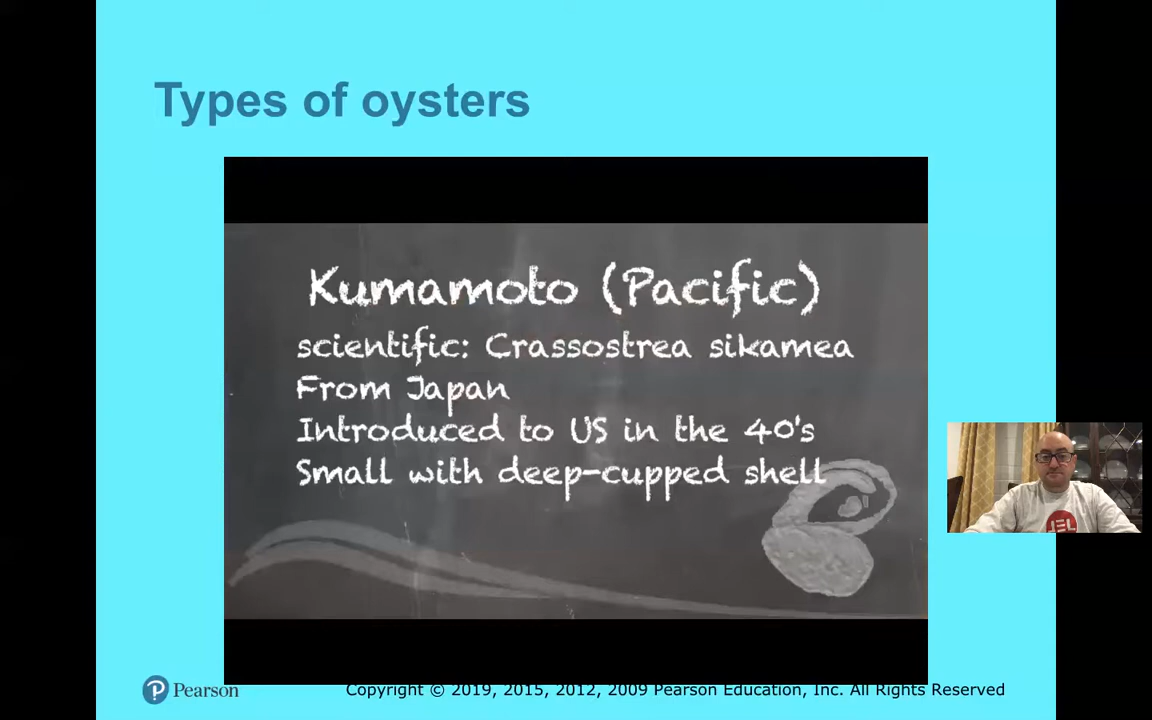 Types of oysters
Kumamoto (Pacific)
scientific: Crassostrea sikamea
From Japan
Introduced to US in the 40's
Small with deep-cupped shell
JEL
Pearson
Copyright © 2019, 2015, 2012, 2009 Pearson Education, Inc. All Rights Reserved